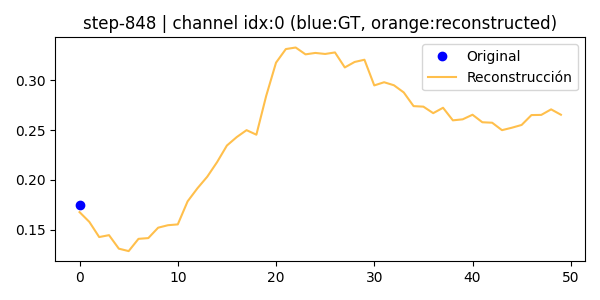 step-848 | channel idx:0 (blue:GT, orange:reconstructed)
Original
Reconstrucción
0.30
0.25
0.20
0.15
0 10 20 30 40 50